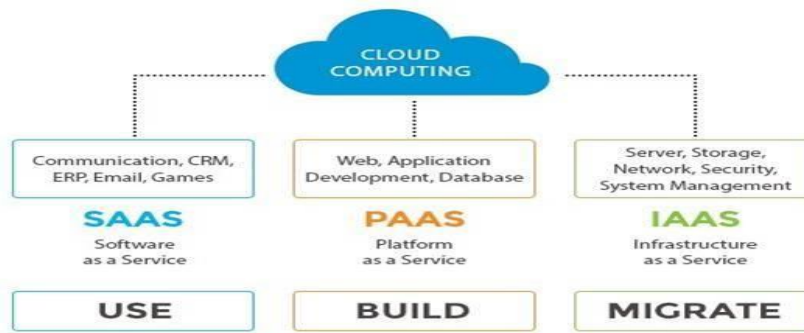 CLOUD
COMPUTING
Communication, CRM,
ERP, Email, Games
SAAS
Software
as a Service
USE
Web, Application
Development, Database
PAAS
Platform
as a Service
BUILD
Server, Storage,
Network, Security,
System Management
IAAS
Infrastructure
as a Service
MIGRATE